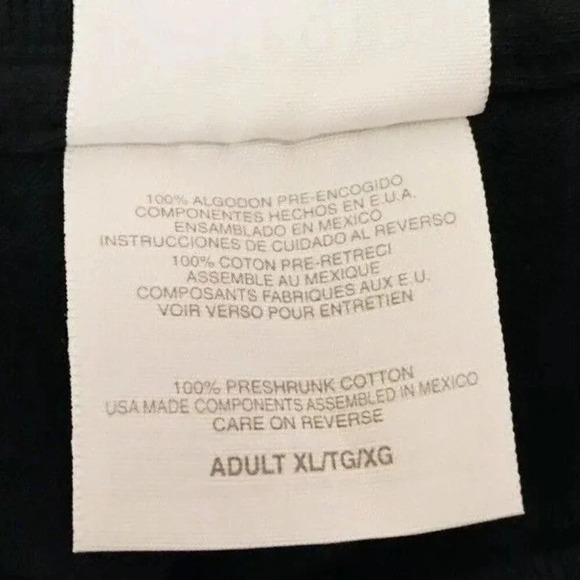 100% ALGODON PRE-ENCOGIDO
COMPONENTES HECHOS EN E.U.A.
ENSAMBLADO EN MEXICO
INSTRUCCIONES DE CUIDADO AL REVERSO
100% COTON PRE-RETRECI
ASSEMBLE AU MEXIQUE
COMPOSANTS FABRIQUES AUX E.U.
VOIR VERSO POUR ENTRETIEN
100% PRESHRUNK COTTON
USA MADE COMPONENTS ASSEMBLED IN MEXICO
CARE ON REVERSE
ADULT XL/TG/XG